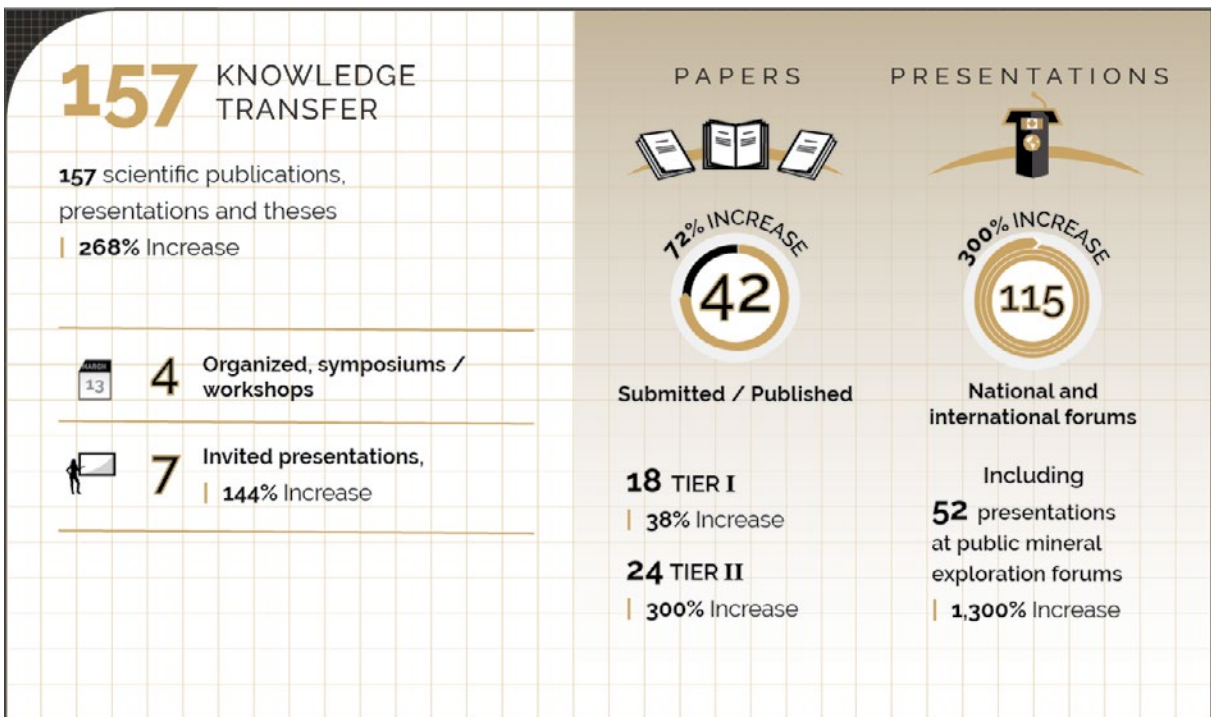 157 KNOWLEDGE
TRANSFER
157 scientific publications,
presentations and theses
268% Increase
MARCH
13
4 Organized, symposiums /
workshops
7 Invited presentations,
144% Increase
PAPERS
72% INCREASE
42
Submitted / Published
18 TIER I
38% Increase
24 TIER II
300% Increase
PRESENTATIONS
300% INCREASE
115
National and
international forums
Including
52 presentations
at public mineral
exploration forums
1,300% Increase